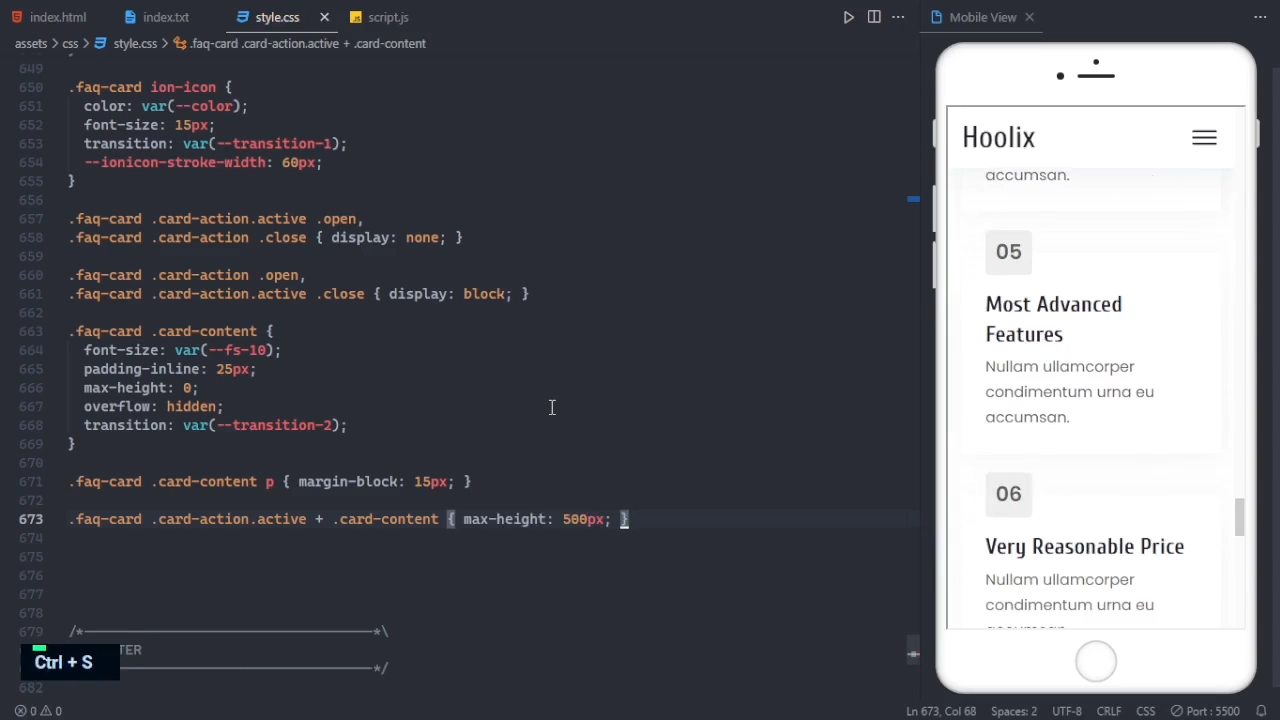 index.html
index.txt
style.css
script.js
Mobile View
assets > css > style.css > .faq-card .card-action.active + .card-content
649
650 .faq-card ion-icon {
651 color: var(--color);
652 font-size: 15px;
653 transition: var(--transition-1);
654 --ionicon-stroke-width: 60px;
655 }
656
657 .faq-card .card-action.active .open,
658 .faq-card .card-action .close { display: none; }
659
660 .faq-card .card-action .open,
661 .faq-card .card-action.active .close { display: block; }
662
663 .faq-card .card-content {
664 font-size: var(--fs-10);
665 padding-inline: 25px;
666 max-height: 0;
667 overflow: hidden;
668 transition: var(--transition-2);
669 }
670
671 .faq-card .card-content p { margin-block: 15px; }
672
673 .faq-card .card-action.active + .card-content { max-height: 500px; }
674
675
676
677
678
679 /*-----------------------------------*\
TER
-----------------------------------*/
682
Ctrl + S
Hoolix
accumsan.
05
Most Advanced
Features
Nullam ullamcorper
condimentum urna eu
accumsan.
06
Very Reasonable Price
Nullam ullamcorper
condimentum urna eu
0 0
Ln 673, Col 68
Spaces: 2
UTF-8
CRLF
CSS
Port : 5500